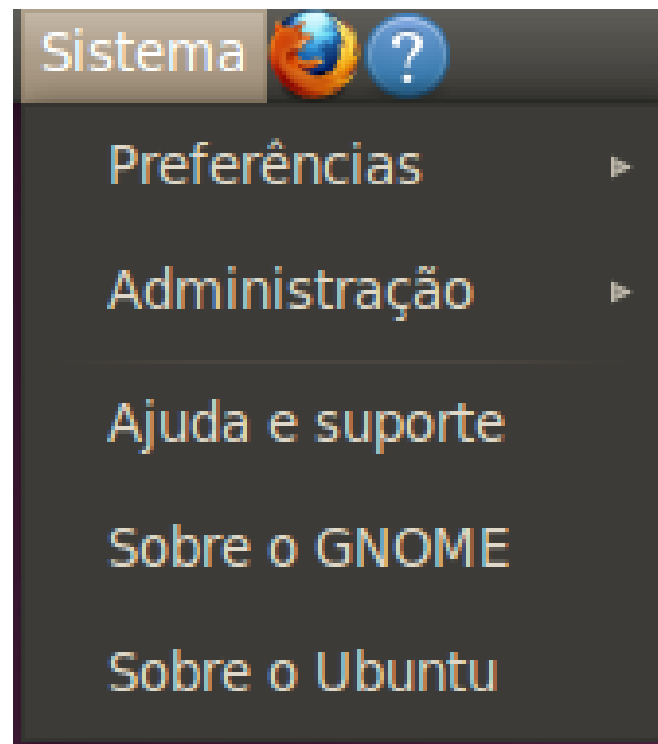 Sistema ?
Preferências
Administração
Ajuda e suporte
Sobre o GNOME
Sobre o Ubuntu